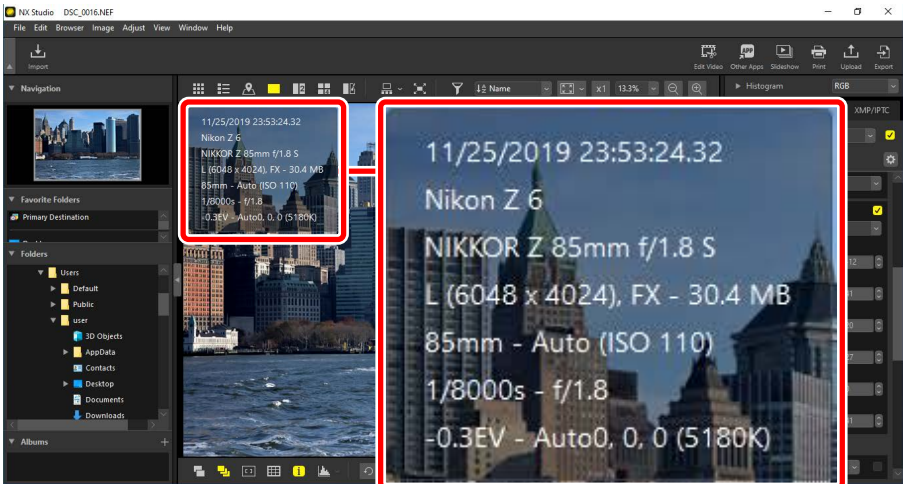 NX Studio DSC_0016.NEF
File Edit Browser Image Adjust View Window Help
Import
Edit Video Other Apps Slideshow Print Upload Export
APP
Navigation
Name x1 13.3%
Histogram RGB
XMP/IPTC
11/25/2019 23:53:24.32
Nikon Z 6
NIKKOR Z 85mm f/1.8 S
L (6048 x 4024), FX - 30.4 MB
85mm - Auto (ISO 110)
1/8000s - f/1.8
-0.3EV - Auto0, 0, 0 (5180K)
11/25/2019 23:53:24.32
Nikon Z 6
NIKKOR Z 85mm f/1.8 S
L (6048 x 4024), FX - 30.4 MB
85mm - Auto (ISO 110)
1/8000s - f/1.8
-0.3EV - Auto0, 0, 0 (5180K)
Favorite Folders
Primary Destination
Folders
Users
Default
Public
user
3D Objects
AppData
Contacts
Desktop
Documents
Downloads
Albums